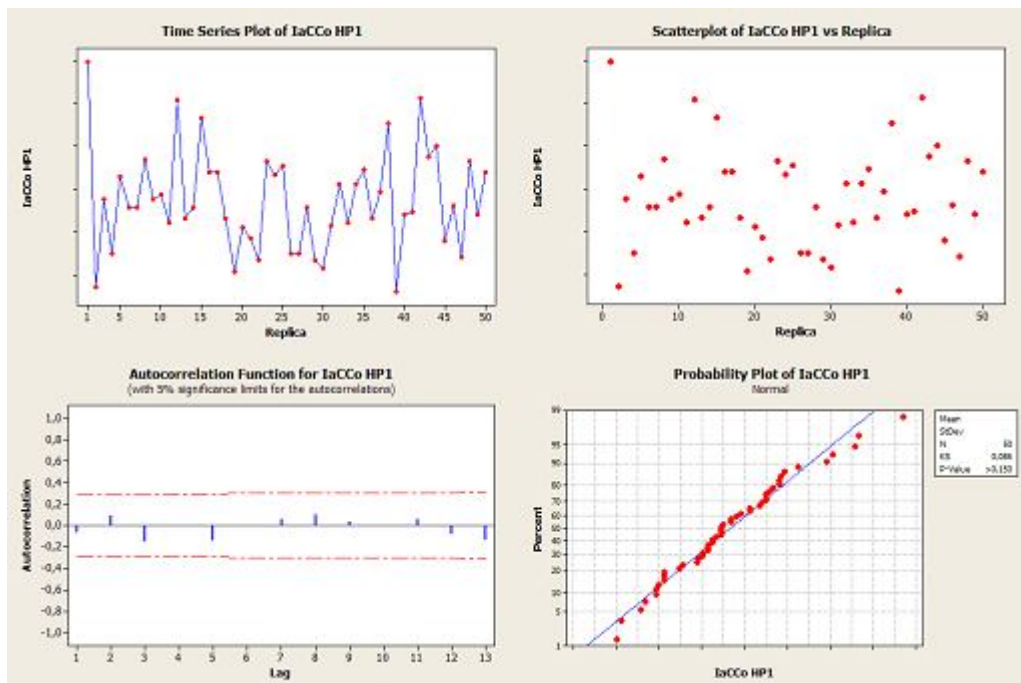 Time Series Plot of IaCCo HP1
IaCCo HP1
1 5 10 15 20 25 30 35 40 45 50
Replica
Scatterplot of IaCCo HP1 vs Replica
IaCCo HP1
0 10 20 30 40 50
Replica
Autocorrelation Function for IaCCo HP1
(with 5% significance limits for the autocorrelations)
Autocorrelation
1,0
0,8
0,6
0,4
0,2
0,0
-0,2
-0,4
-0,6
-0,8
-1,0
1 2 3 4 5 6 7 8 9 10 11 12 13
Lag
Probability Plot of IaCCo HP1
Normal
Percent
99
95
90
80
70
60
50
40
30
20
10
5
1
IaCCo HP1
Mean
StDev
N 50
KS 0,086
P-Value >0,150